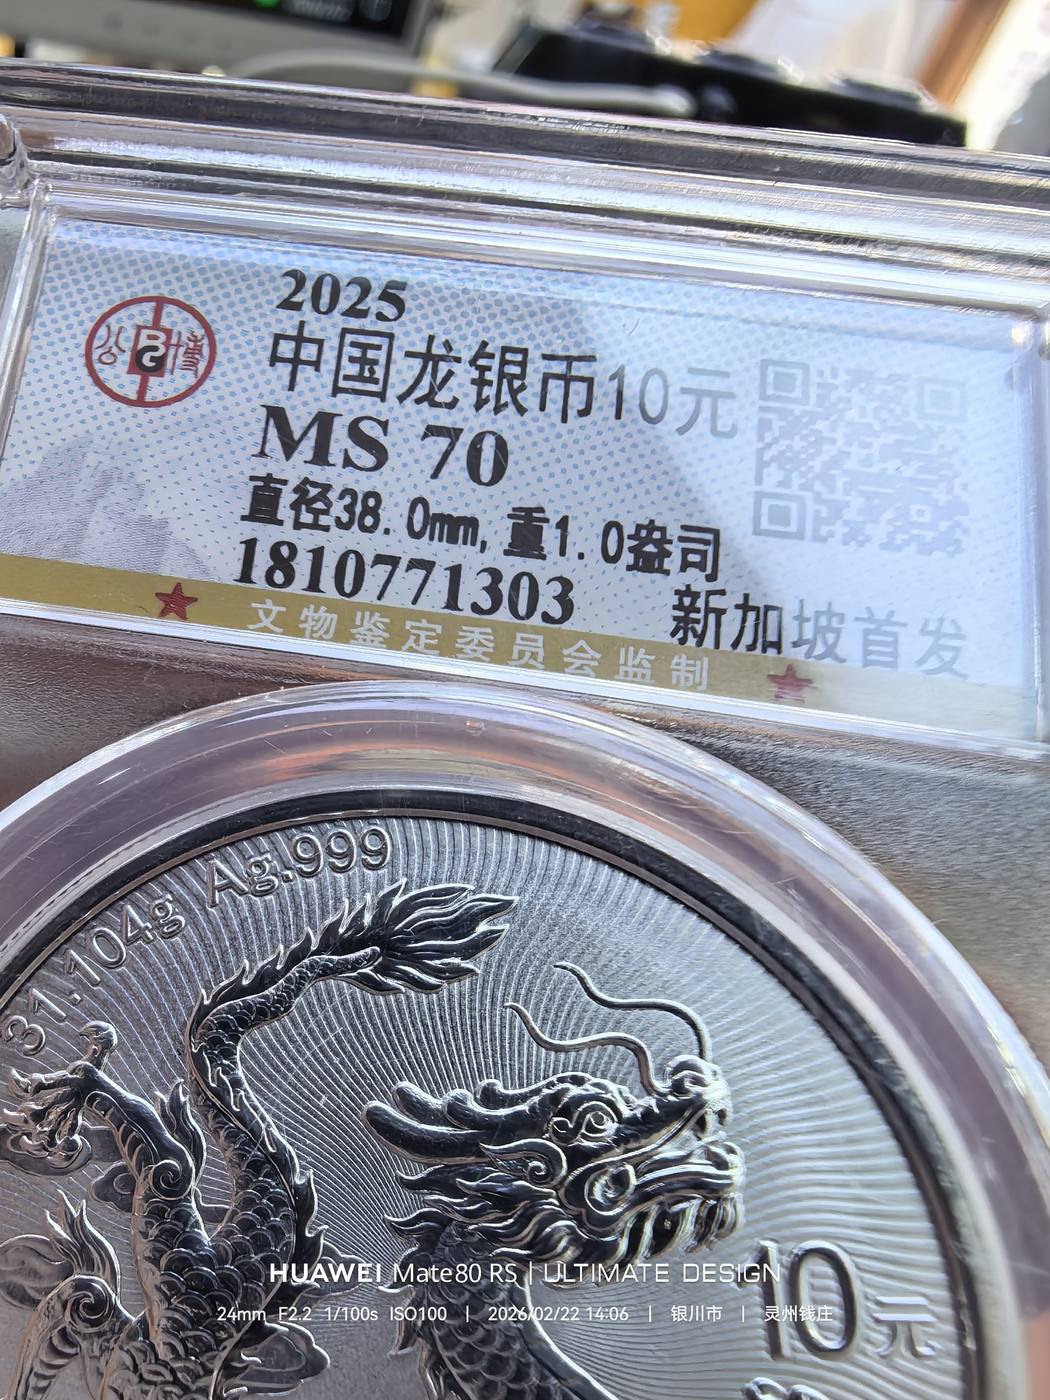 2025
公 BG 博
中国龙银币10元
MS 70
直径38.0mm,重1.0盎司
1810771303
新加坡首发
文物鉴定委员会监制
31.104g Ag.999
10元
HUAWEI Mate80 RS | ULTIMATE DESIGN
24mm F2.2 1/100s ISO100 | 2026/02/22 14:06 | 银川市 | 灵州钱庄